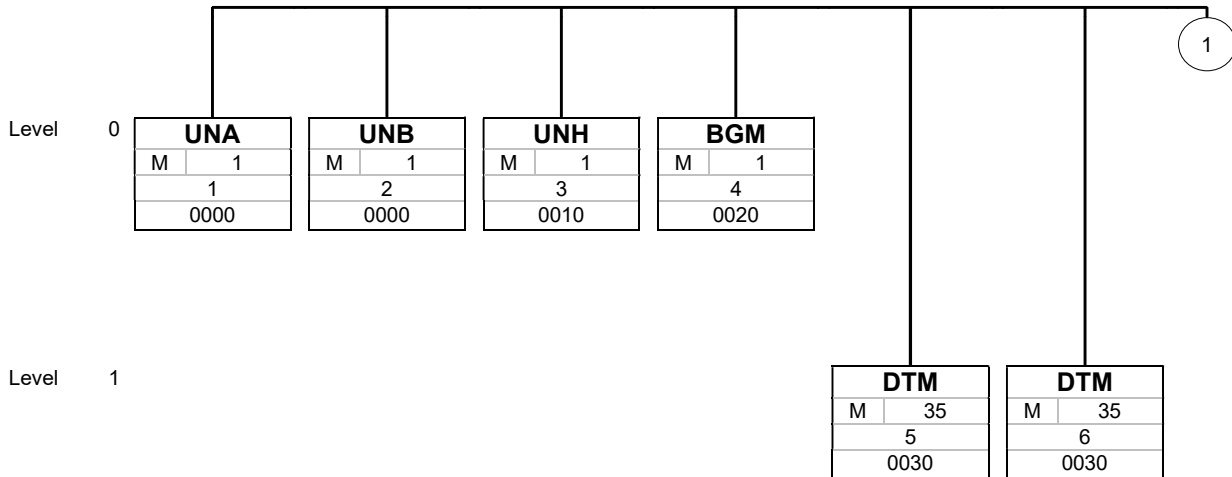 1
Level 0 UNA UNB UNH BGM
M 1 M 1 M 1 M 1
1 2 3 4
0000 0000 0010 0020
Level 1 DTM DTM
M 35 M 35
5 6
0030 0030